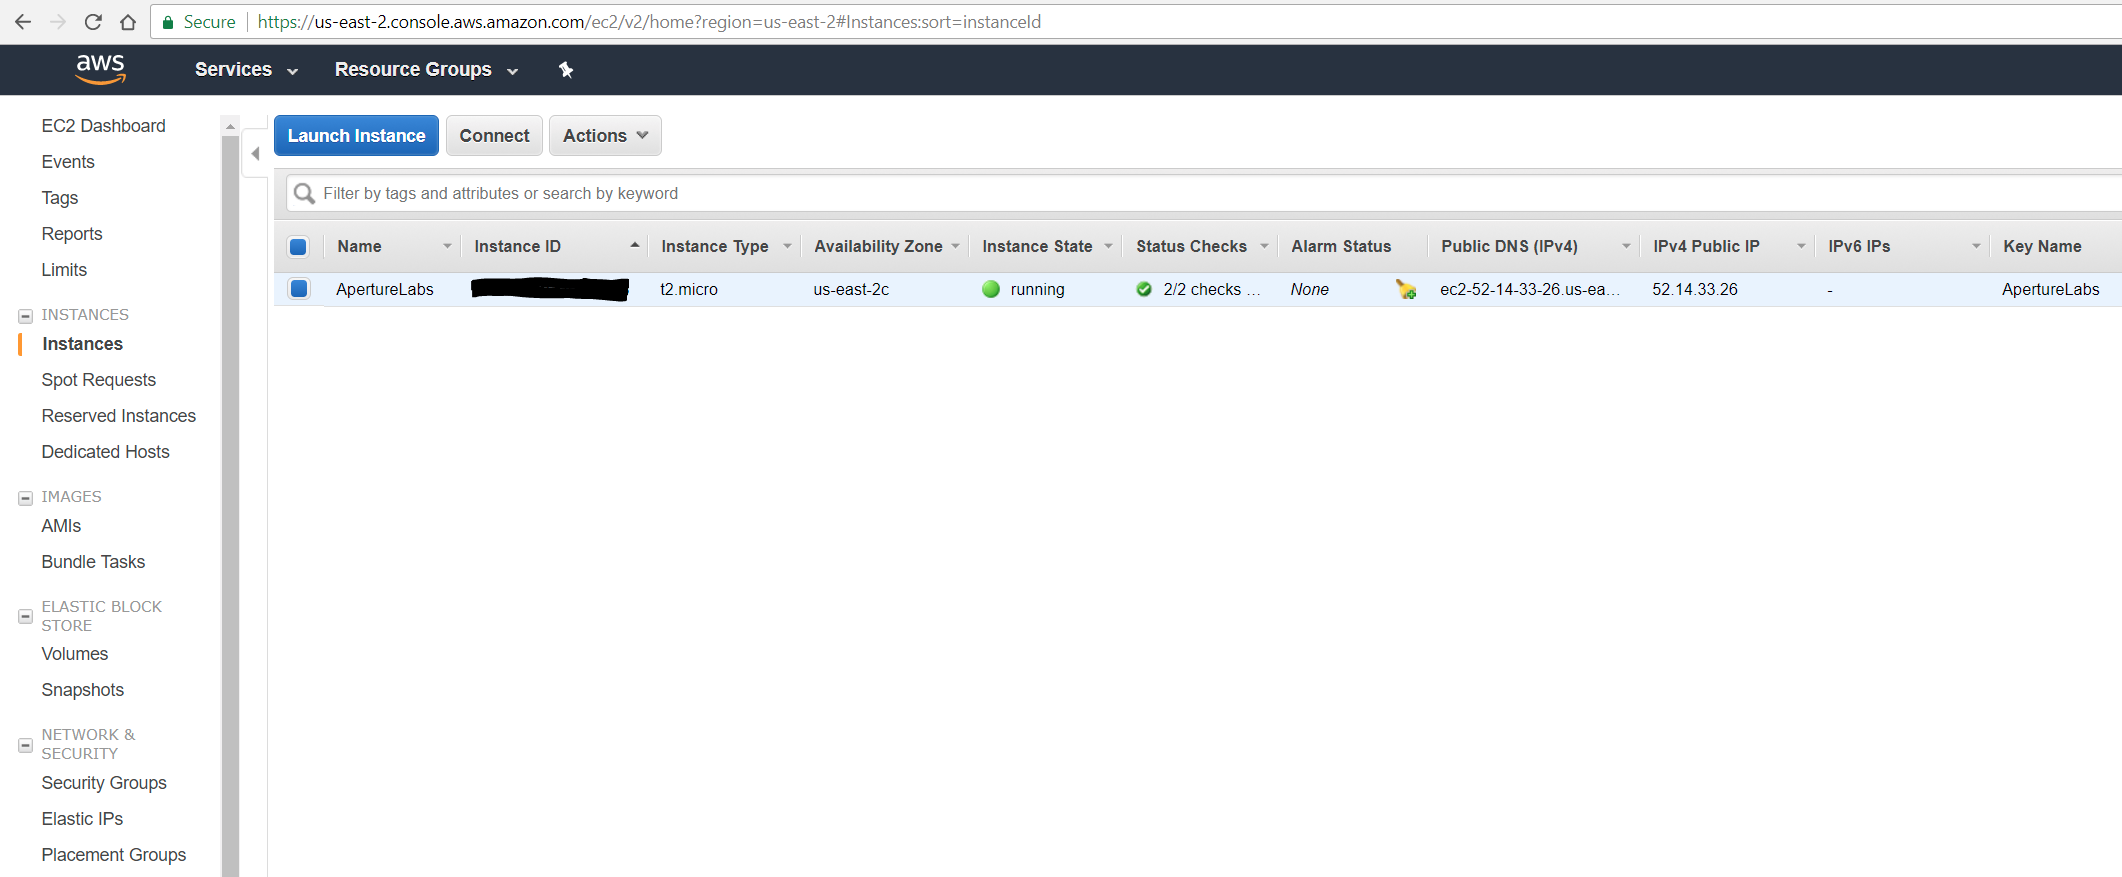 Secure https://us-east-2.console.aws.amazon.com/ec2/v2/home?region=us-east-2#Instances:sort=instanceId
aws Services Resource Groups
EC2 Dashboard
Events
Tags
Reports
Limits
INSTANCES
Instances
Spot Requests
Reserved Instances
Dedicated Hosts
IMAGES
AMIs
Bundle Tasks
ELASTIC BLOCK
STORE
Volumes
Snapshots
NETWORK &
SECURITY
Security Groups
Elastic IPs
Placement Groups
Launch Instance Connect Actions
Filter by tags and attributes or search by keyword
Name Instance ID Instance Type Availability Zone Instance State Status Checks Alarm Status Public DNS (IPv4) IPv4 Public IP IPv6 IPs Key Name
ApertureLabs t2.micro us-east-2c running 2/2 checks ... None ec2-52-14-33-26.us-ea... 52.14.33.26 - ApertureLabs